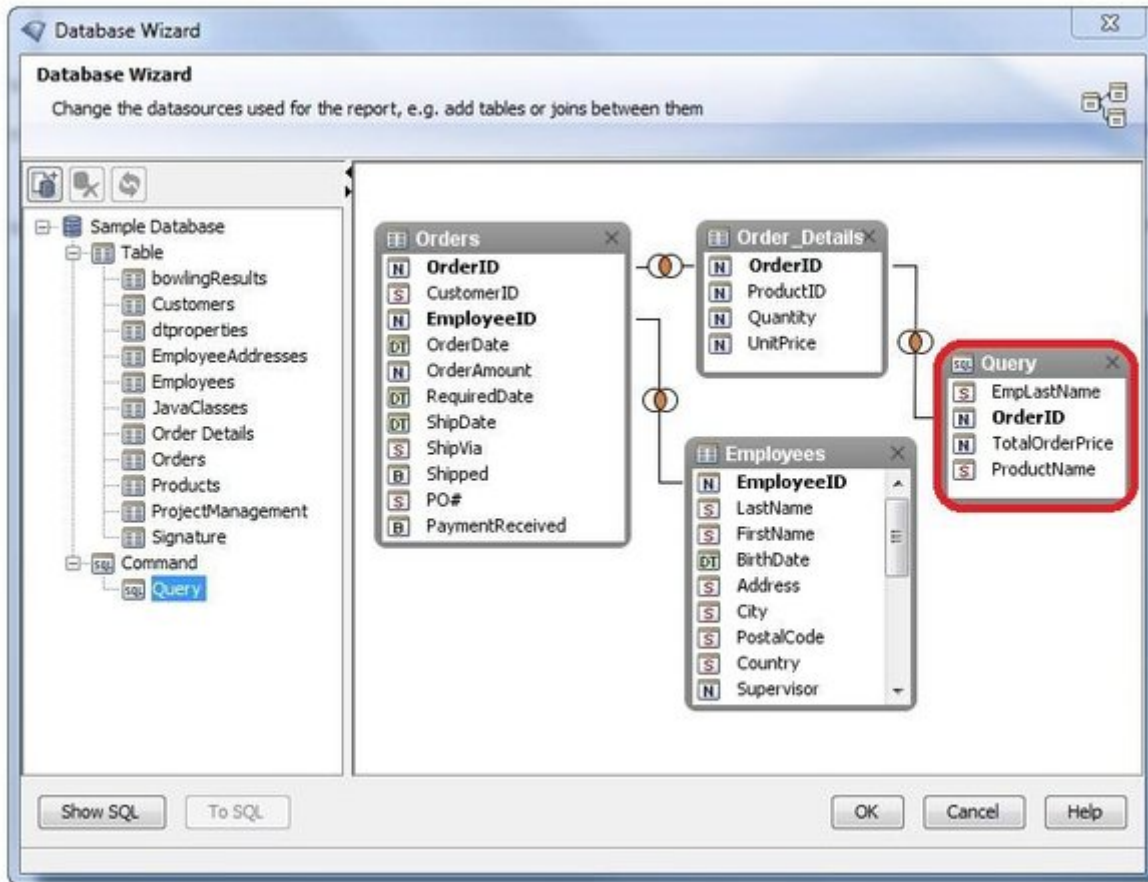 Database Wizard
Database Wizard
Change the datasources used for the report, e.g. add tables or joins between them
Sample Database
Table
bowlingResults
Customers
dtproperties
EmployeeAddresses
Employees
JavaClasses
Order Details
Orders
Products
ProjectManagement
Signature
SQL Command
SQL Query
Orders
N OrderID
S CustomerID
N EmployeeID
DT OrderDate
N OrderAmount
DT RequiredDate
DT ShipDate
S ShipVia
B Shipped
S PO#
B PaymentReceived
Order_Details
N OrderID
N ProductID
N Quantity
N UnitPrice
Employees
N EmployeeID
S LastName
S FirstName
DT BirthDate
S Address
S City
S PostalCode
S Country
N Supervisor
SQL Query
S EmpLastName
N OrderID
N TotalOrderPrice
S ProductName
Show SQL To SQL OK Cancel Help